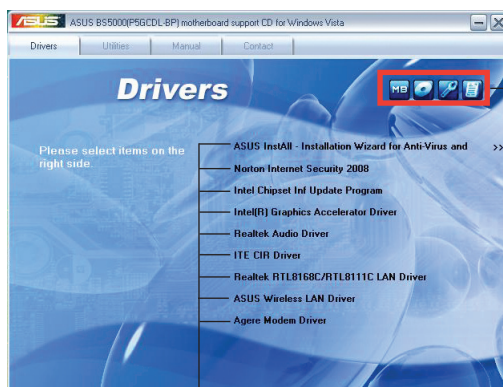 ASUS ASUS BS5000(P5GCDL-BP) motherboard support CD for Windows Vista
Drivers Utilities Manual Contact
Drivers
MB
Please select items on the
right side.
ASUS InstAll - Installation Wizard for Anti-Virus and >>
Norton Internet Security 2008
Intel Chipset Inf Update Program
Intel(R) Graphics Accelerator Driver
Realtek Audio Driver
ITE CIR Driver
Realtek RTL8168C/RTL8111C LAN Driver
ASUS Wireless LAN Driver
Agere Modem Driver